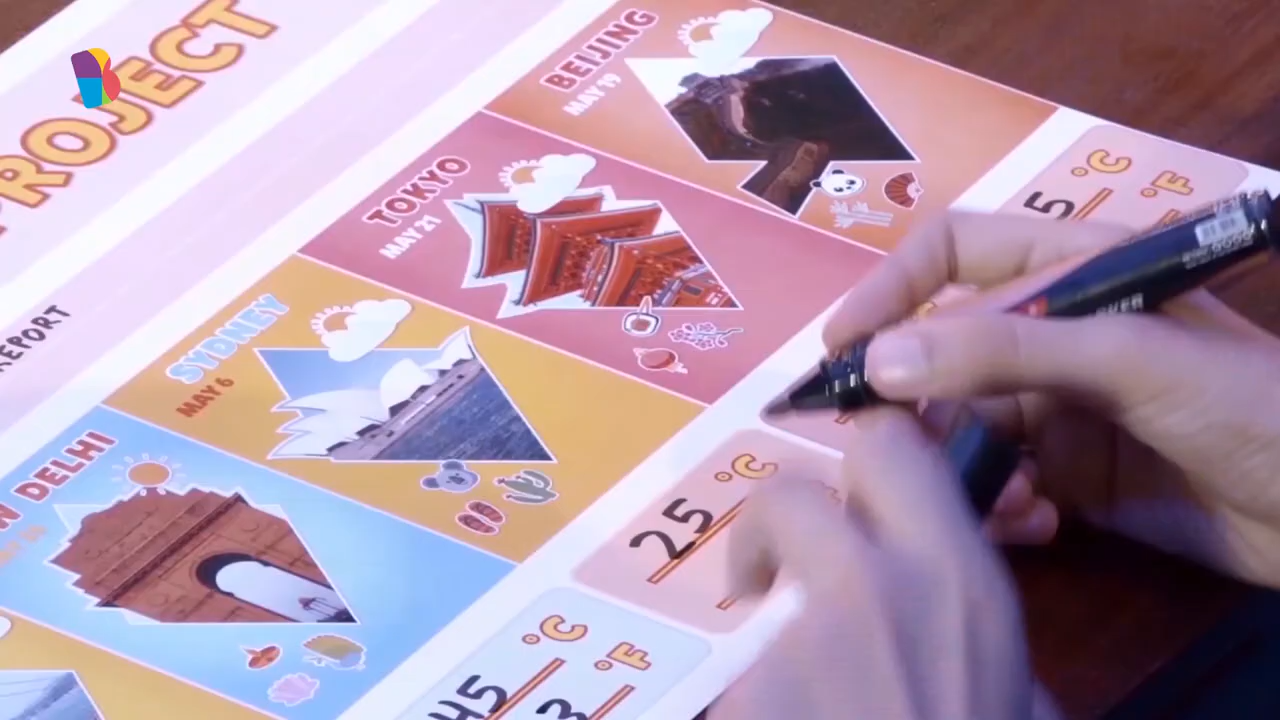 PROJECT
REPORT
BEIJING
MAY 19
TOKYO
MAY 21
SYDNEY
MAY 6
DELHI
5 °C
°F
25 °C
45 °C
3 °F